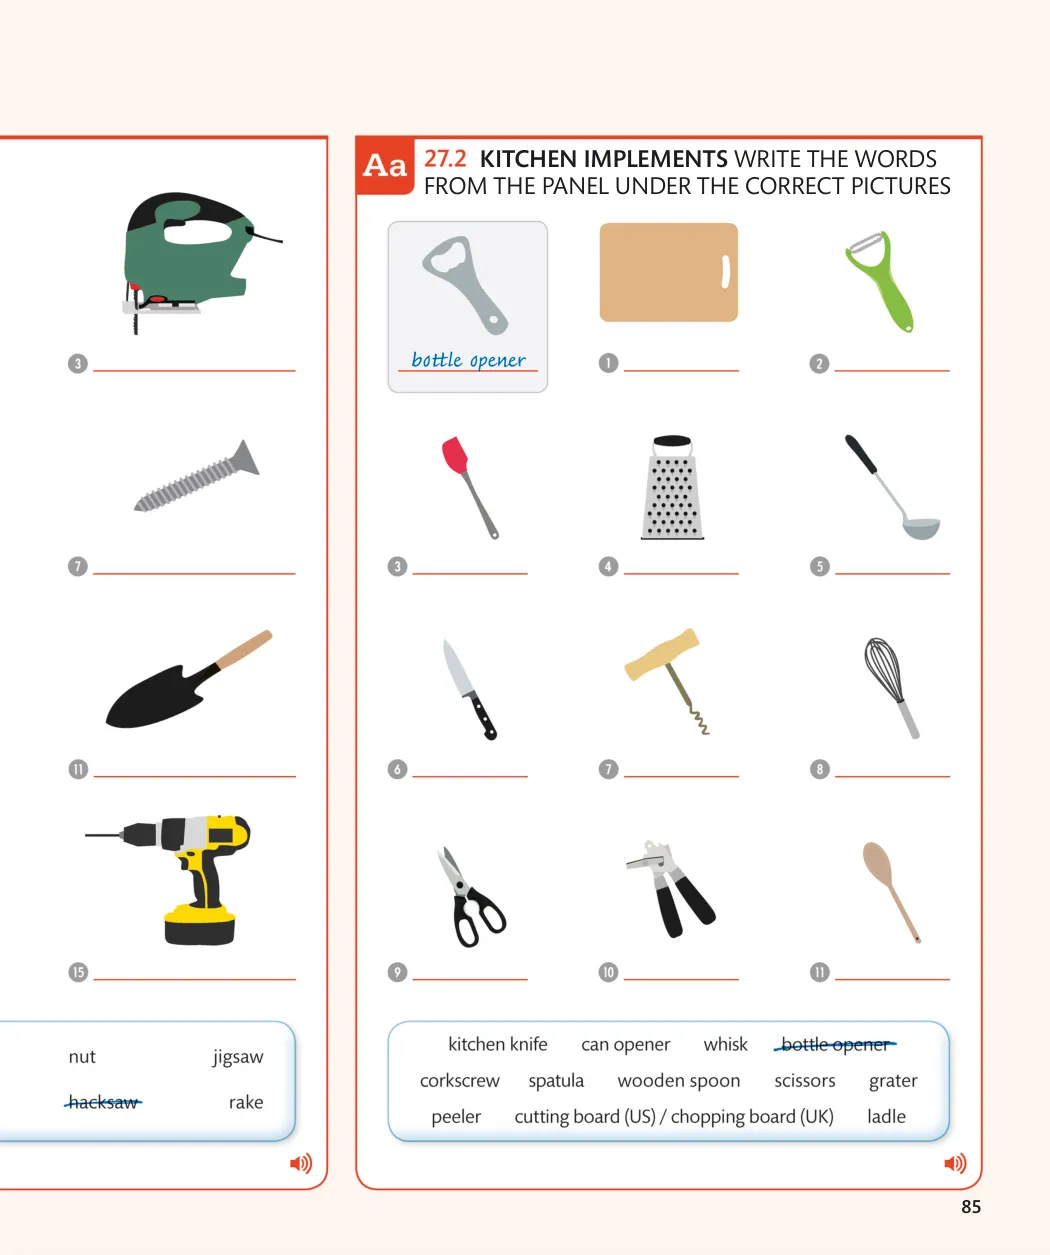 3
7
11
15
nut jigsaw
hacksaw rake
Aa
27.2 KITCHEN IMPLEMENTS WRITE THE WORDS
FROM THE PANEL UNDER THE CORRECT PICTURES
bottle opener
1
2
3
4
5
6
7
8
9
10
11
kitchen knife can opener whisk bottle opener
corkscrew spatula wooden spoon scissors grater
peeler cutting board (US) / chopping board (UK) ladle
85